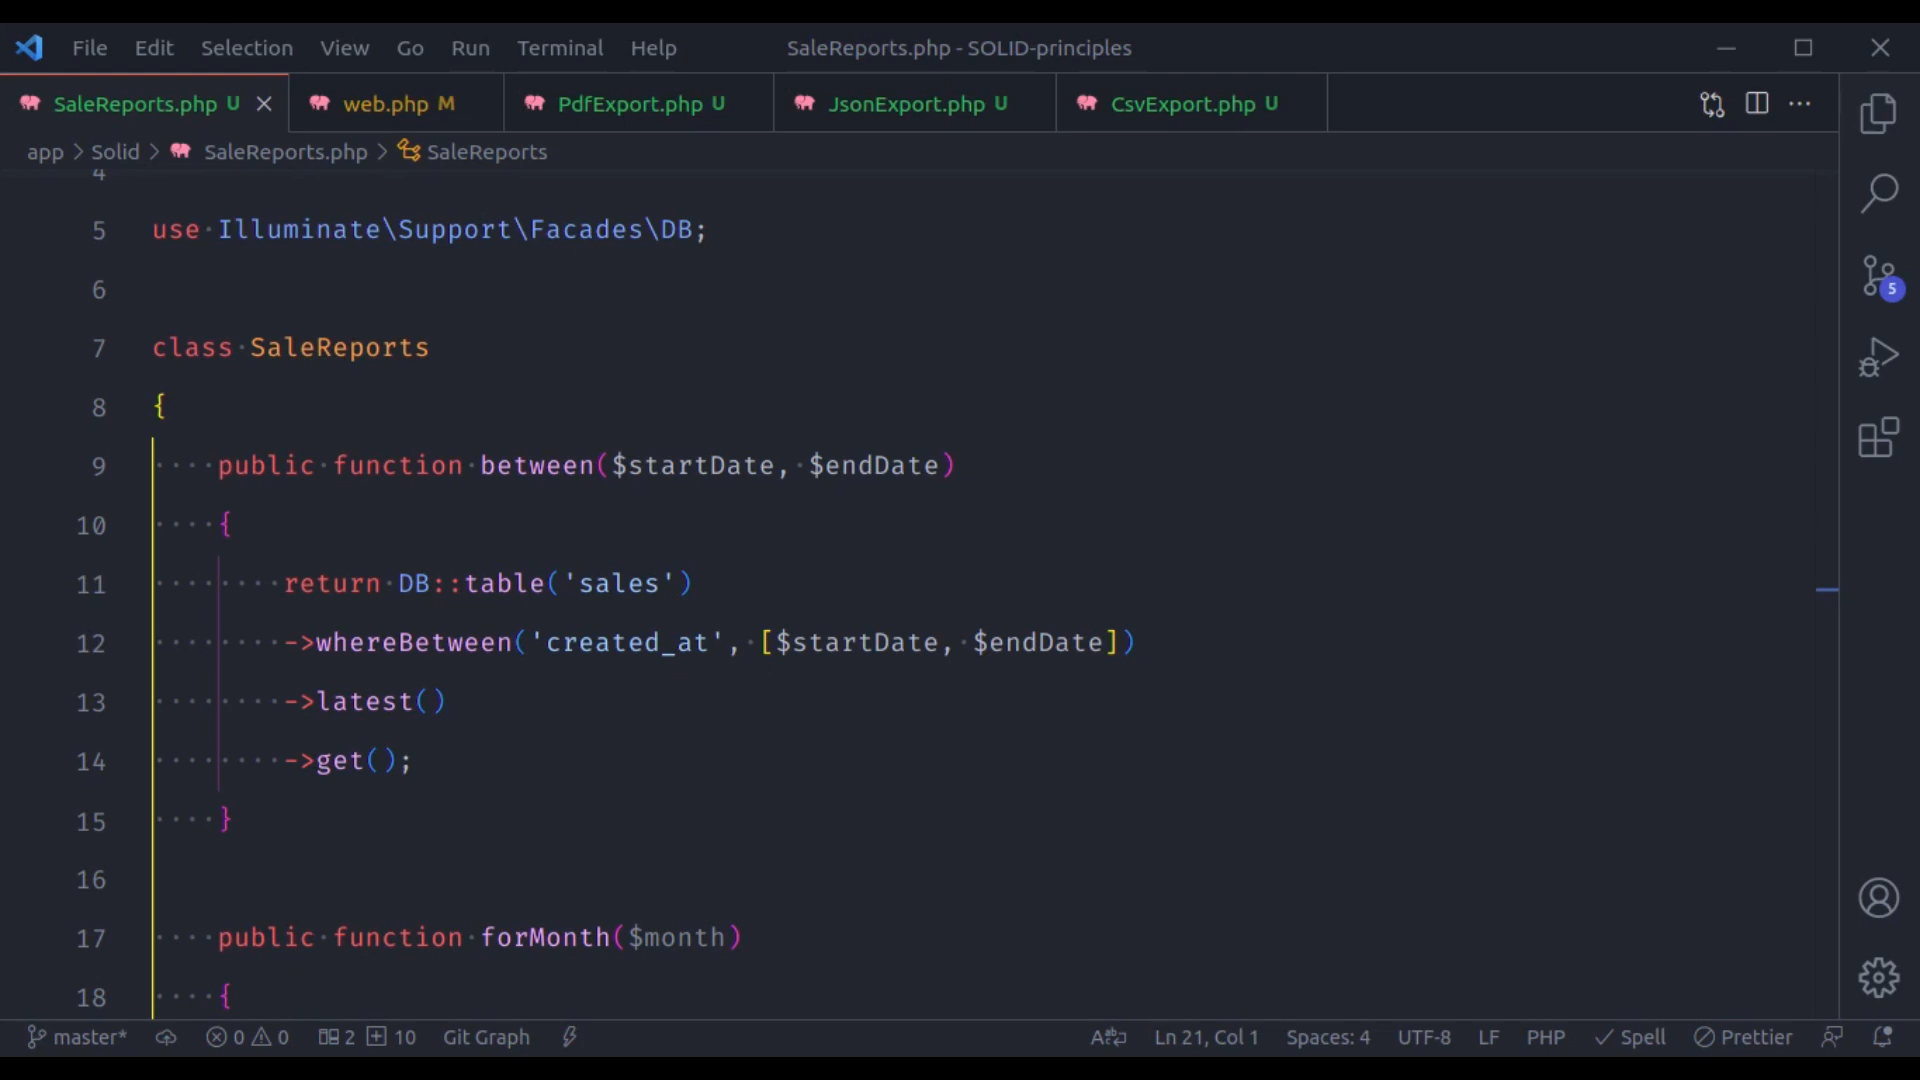 File Edit Selection View Go Run Terminal Help SaleReports.php - SOLID-principles
SaleReports.php U web.php M PdfExport.php U JsonExport.php U CsvExport.php U
app > Solid > SaleReports.php > SaleReports
4
5 use Illuminate\Support\Facades\DB;
6
7 class SaleReports
8 {
9 public function between($startDate, $endDate)
10 {
11 return DB::table('sales')
12 ->whereBetween('created_at', [$startDate, $endDate])
13 ->latest()
14 ->get();
15 }
16
17 public function forMonth($month)
18 {
5
master* 0 0 2 10 Git Graph Ln 21, Col 1 Spaces: 4 UTF-8 LF PHP Spell Prettier